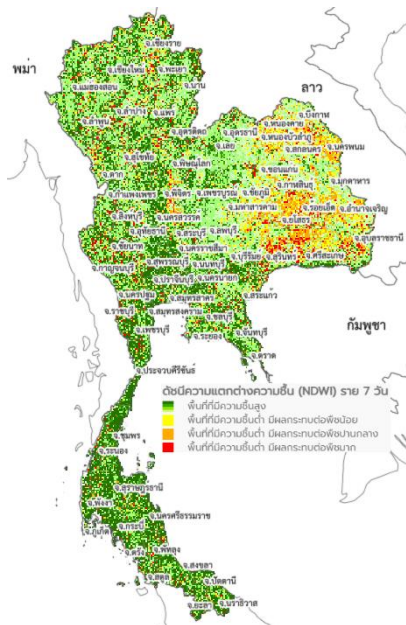 จ.เชียงราย
พม่า
จ.เชียงใหม่ จ.พะเยา
จ.แม่ฮ่องสอน จ.น่าน
ลาว
จ.ลำปาง จ.แพร่
จ.ลำพูน
จ.บึงกาฬ
จ.อุตรดิตถ์ จ.อุดรธานี จ.หนองคาย
จ.เลย จ.หนองบัวลำภู จ.นครพนม
จ.สกลนคร
จ.สุโขทัย จ.พิษณุโลก
จ.ขอนแก่น
จ.ตาก จ.มุกดาหาร
จ.กาฬสินธุ์
จ.กำแพงเพชร จ.พิจิตร จ.เพชรบูรณ์ จ.ชัยภูมิ
จ.มหาสารคาม จ.ร้อยเอ็ด จ.อำนาจเจริญ
จ.สิงห์บุรี จ.นครสวรรค์
จ.ยโสธร
จ.อุทัยธานี จ.สระบุรี จ.ลพบุรี
จ.อุบลราชธานี
จ.ชัยนาท จ.นครราชสีมา จ.บุรีรัมย์ จ.สุรินทร์ จ.ศรีสะเกษ
จ.กาญจนบุรี จ.สุพรรณบุรี จ.นนทบุรี
จ.ปราจีนบุรี จ.นครนายก
จ.นครปฐม จ.สมุทรสาคร จ.สระแก้ว
จ.ราชบุรี จ.สมุทรสงคราม จ.ชลบุรี
กัมพูชา
จ.เพชรบุรี จ.ระยอง จ.จันทบุรี
จ.ตราด
จ.ประจวบคีรีขันธ์
ดัชนีความแตกต่างความชื้น (NDWI) ราย 7 วัน
พื้นที่ที่มีความชื้นสูง
พื้นที่ที่มีความชื้นต่ำ มีผลกระทบต่อพืชน้อย
พื้นที่ที่มีความชื้นต่ำ มีผลกระทบต่อพืชปานกลาง
พื้นที่ที่มีความชื้นต่ำ มีผลกระทบต่อพืชมาก
จ.ชุมพร
จ.ระนอง
จ.สุราษฎร์ธานี
จ.พังงา
จ.นครศรีธรรมราช
จ.ภูเก็ต จ.กระบี่
จ.ตรัง จ.พัทลุง
จ.สงขลา
จ.สตูล จ.ปัตตานี
จ.ยะลา จ.นราธิวาส